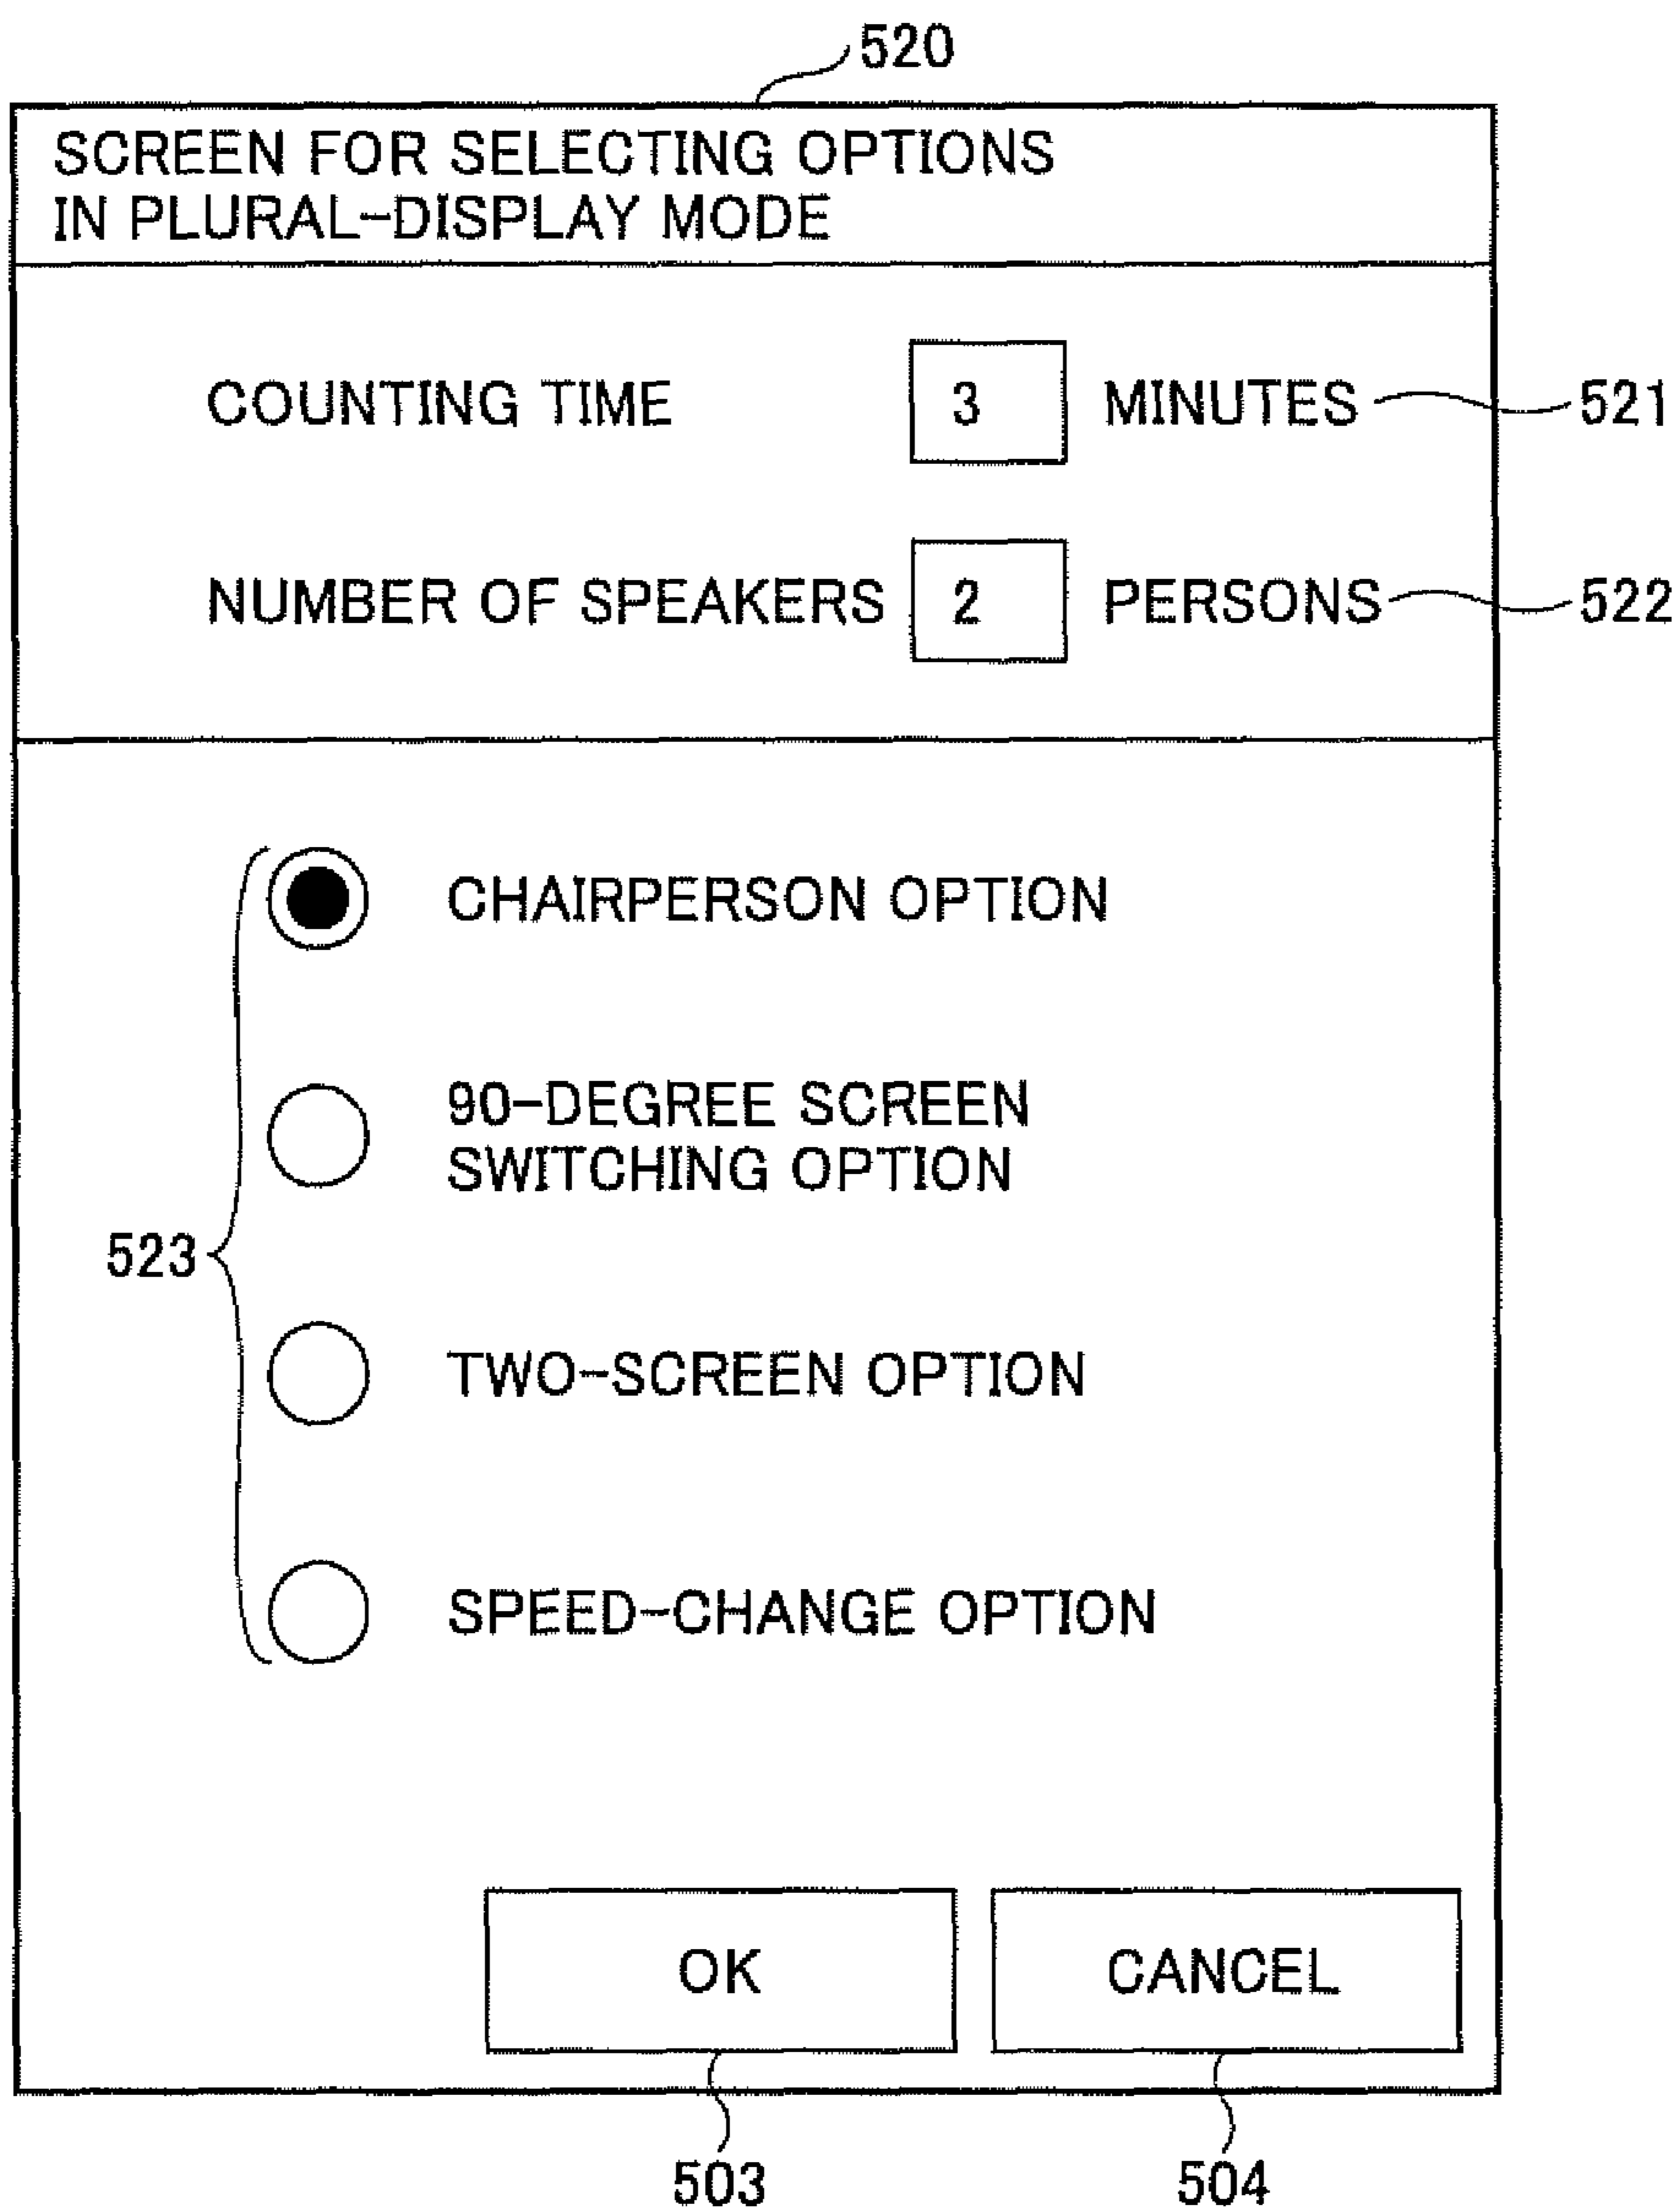 520
SCREEN FOR SELECTING OPTIONS
IN PLURAL-DISPLAY MODE
COUNTING TIME 3 MINUTES 521
NUMBER OF SPEAKERS 2 PERSONS 522
CHAIRPERSON OPTION
90-DEGREE SCREEN
SWITCHING OPTION
523
TWO-SCREEN OPTION
SPEED-CHANGE OPTION
OK CANCEL
503 504